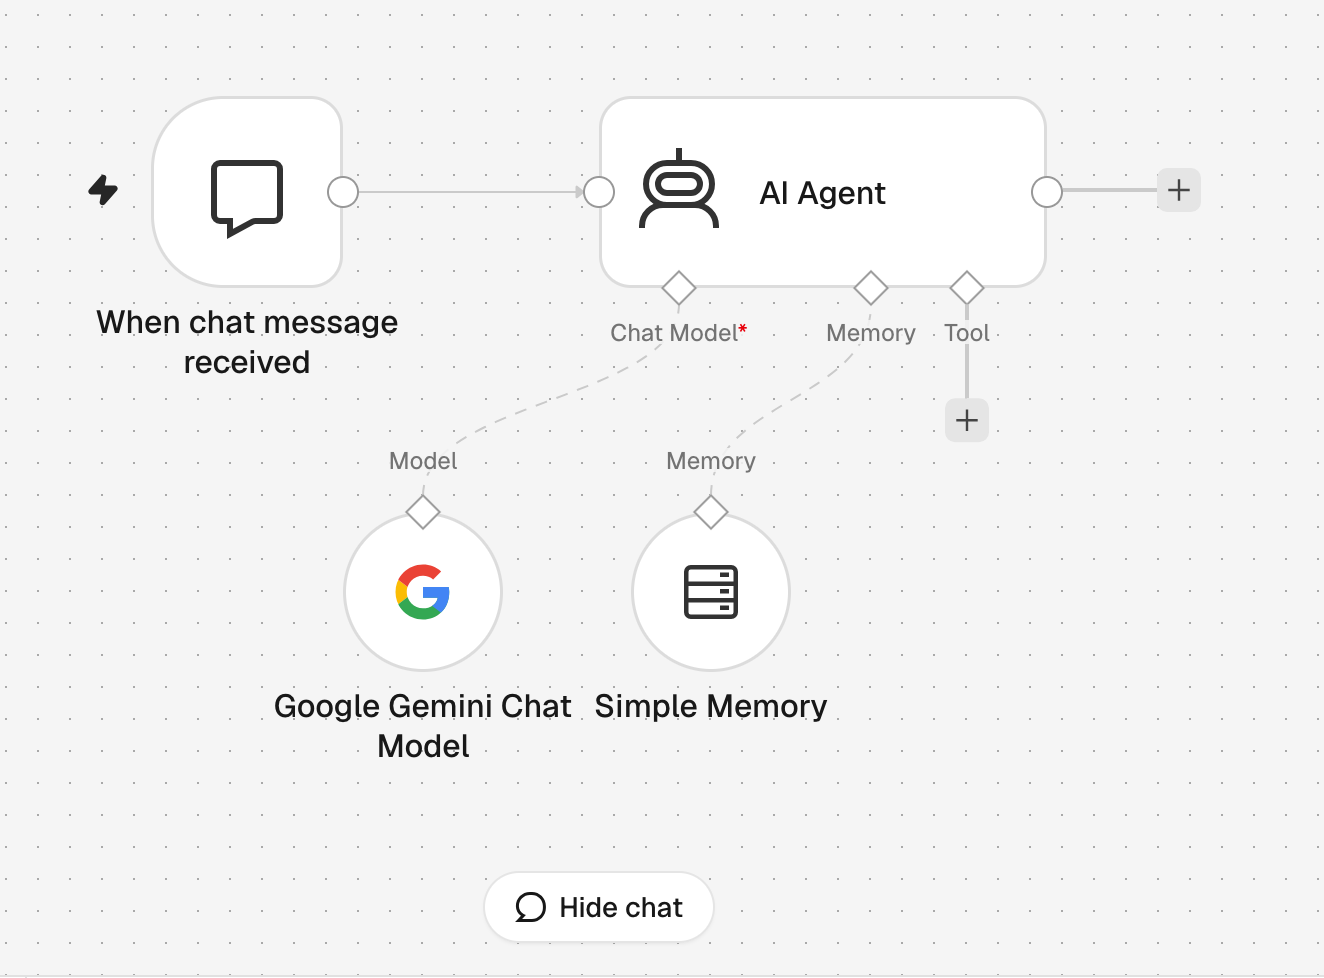 AI Agent
When chat message
received
Chat Model*
Memory
Tool
Model
Memory
Google Gemini Chat
Model
Simple Memory
Hide chat